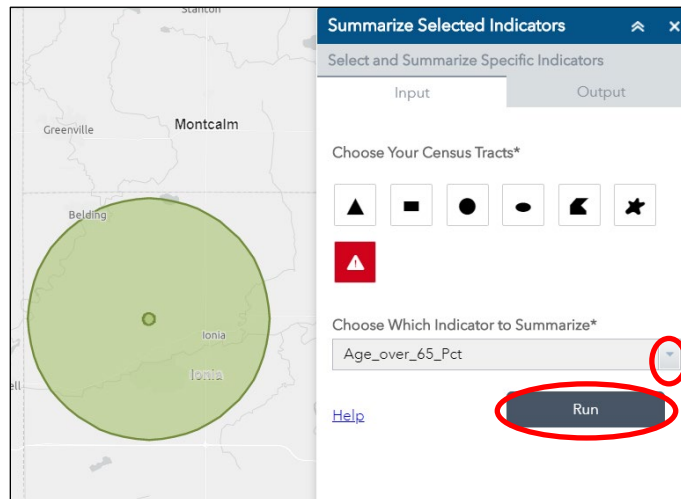 Stanton
Montcalm
Greenville
Belding
Ionia
Ionia
ell
Summarize Selected Indicators
Select and Summarize Specific Indicators
Input
Output
Choose Your Census Tracts*
Choose Which Indicator to Summarize*
Age_over_65_Pct
Help
Run